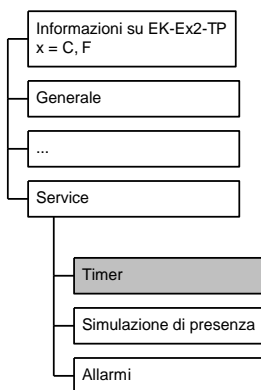 Informazioni su EK-Ex2-TP
x = C, F
Generale
...
Service
Timer
Simulazione di presenza
Allarmi